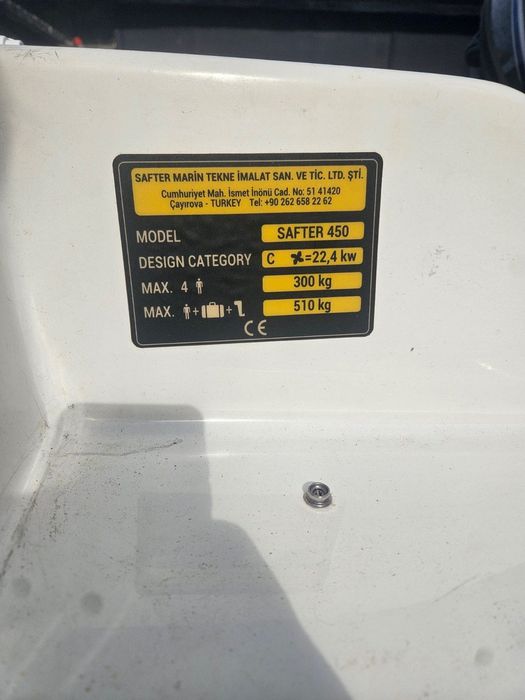 SAFTER MARİN TEKNE İMALAT SAN. VE TİC. LTD. ŞTİ.
Cumhuriyet Mah. İsmet İnönü Cad. No: 51 41420
Çayırova - TURKEY Tel: +90 262 658 22 62
MODEL SAFTER 450
DESIGN CATEGORY C =22,4 kw
MAX. 4 300 kg
MAX. + + 510 kg
CE